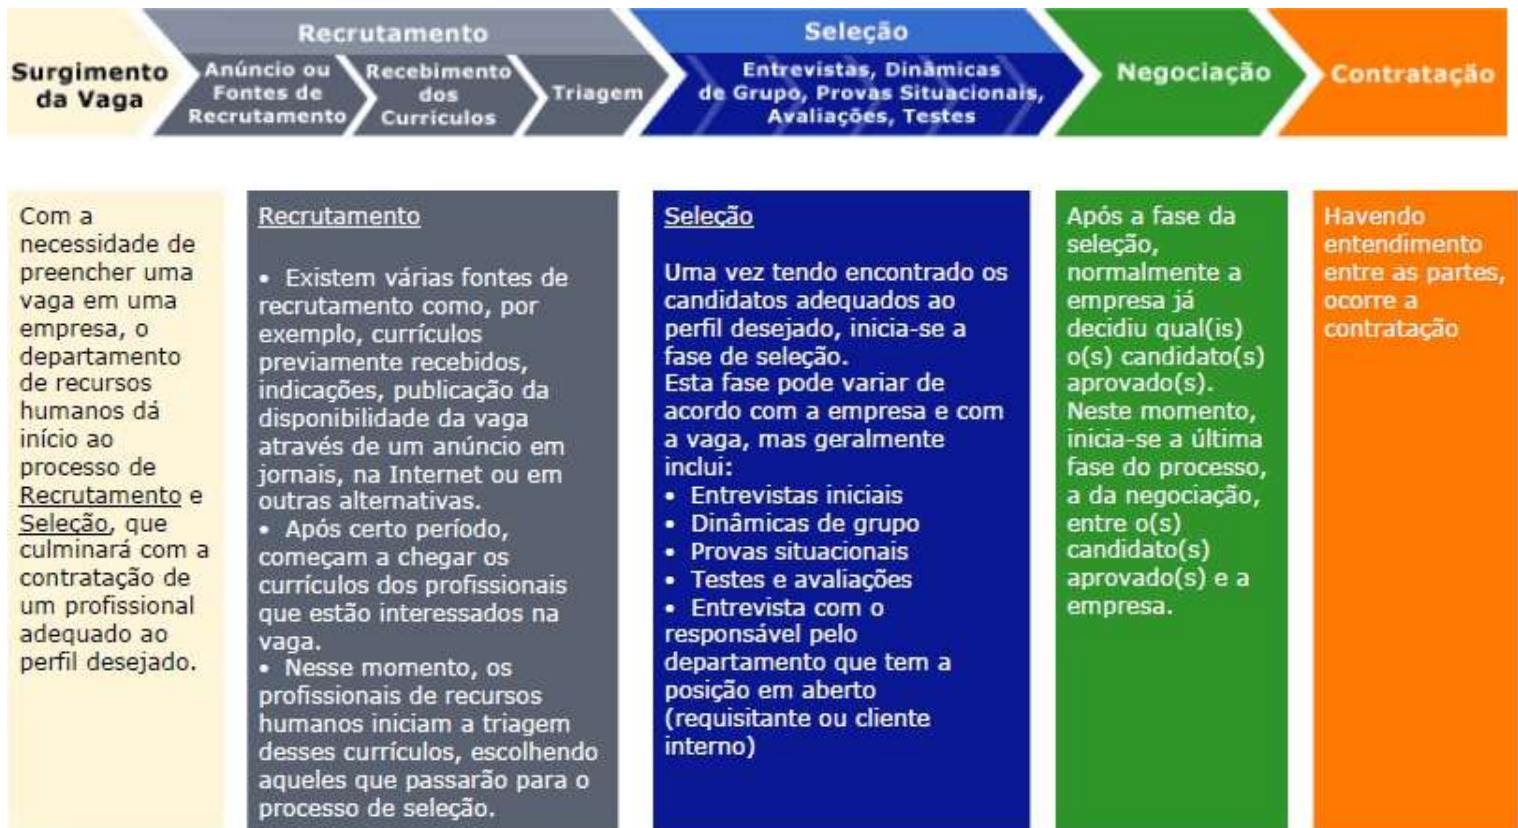 Surgimento
da Vaga
Recrutamento
Anúncio ou
Fontes de
Recrutamento
Recebimento
dos
Currículos
Triagem
Seleção
Entrevistas, Dinâmicas
de Grupo, Provas Situacionais,
Avaliações, Testes
Negociação
Contratação
Com a
necessidade de
preencher uma
vaga em uma
empresa, o
departamento
de recursos
humanos dá
início ao
processo de
Recrutamento e
Seleção, que
culminará com a
contratação de
um profissional
adequado ao
perfil desejado.
Recrutamento
• Existem várias fontes de
recrutamento como, por
exemplo, currículos
previamente recebidos,
indicações, publicação da
disponibilidade da vaga
através de um anúncio em
jornais, na Internet ou em
outras alternativas.
• Após certo período,
começam a chegar os
currículos dos profissionais
que estão interessados na
vaga.
• Nesse momento, os
profissionais de recursos
humanos iniciam a triagem
desses currículos, escolhendo
aqueles que passarão para o
processo de seleção.
Seleção
Uma vez tendo encontrado os
candidatos adequados ao
perfil desejado, inicia-se a
fase de seleção.
Esta fase pode variar de
acordo com a empresa e com
a vaga, mas geralmente
inclui:
• Entrevistas iniciais
• Dinâmicas de grupo
• Provas situacionais
• Testes e avaliações
• Entrevista com o
responsável pelo
departamento que tem a
posição em aberto
(requisitante ou cliente
interno)
Após a fase da
seleção,
normalmente a
empresa já
decidiu qual(is)
o(s) candidato(s)
aprovado(s).
Neste momento,
inicia-se a última
fase do processo,
a da negociação,
entre o(s)
candidato(s)
aprovado(s) e a
empresa.
Havendo
entendimento
entre as partes,
ocorre a
contratação